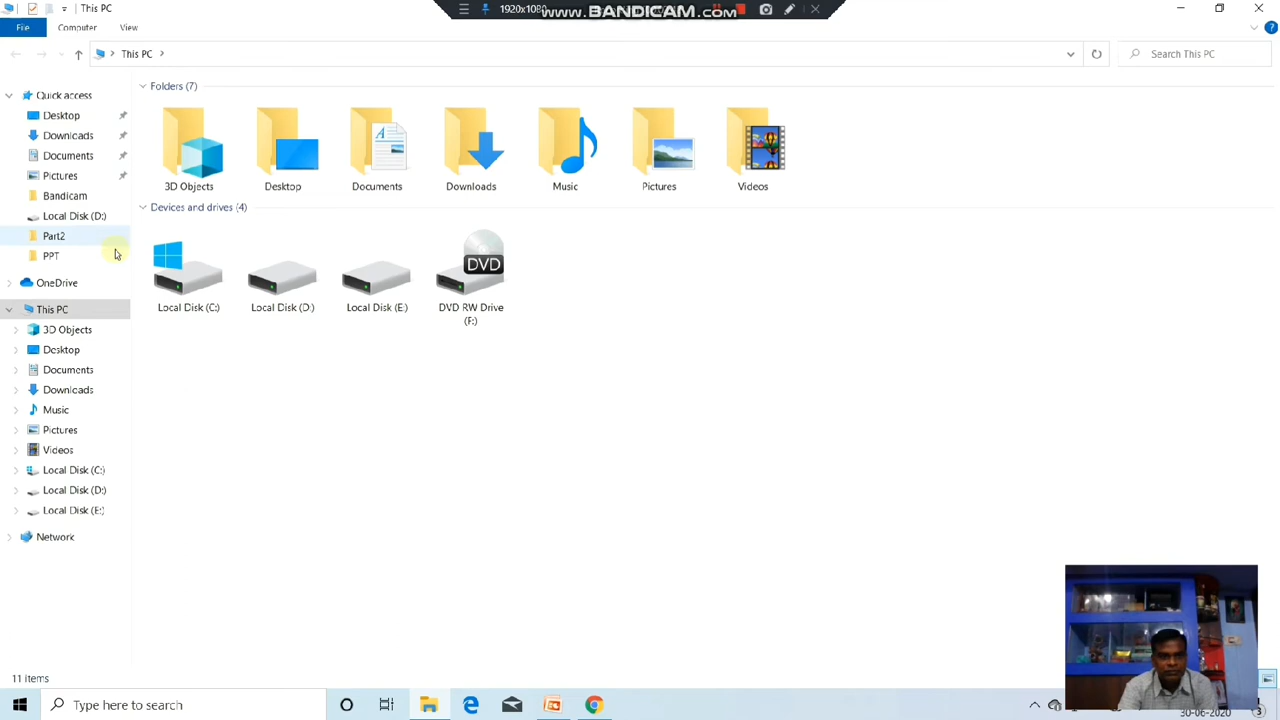 This PC
1920x1080
www.BANDICAM.com
File
Computer
View
This PC
Search This PC
Quick access
Desktop
Downloads
Documents
Pictures
Bandicam
Local Disk (D:)
Part2
PPT
OneDrive
This PC
3D Objects
Desktop
Documents
Downloads
Music
Pictures
Videos
Local Disk (C:)
Local Disk (D:)
Local Disk (E:)
Network
Folders (7)
3D Objects
Desktop
Documents
Downloads
Music
Pictures
Videos
Devices and drives (4)
Local Disk (C:)
Local Disk (D:)
Local Disk (E:)
DVD
DVD RW Drive
(F:)
11 items
Type here to search
30-06-2020
3